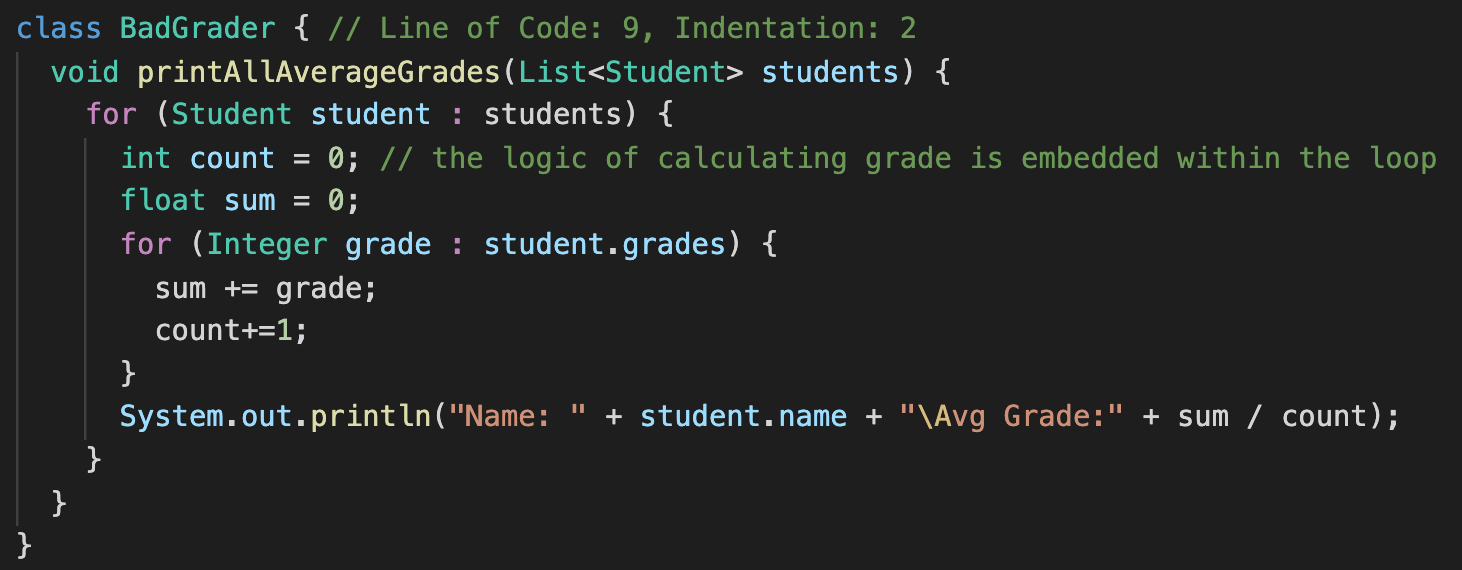 class BadGrader { // Line of Code: 9, Indentation: 2
  void printAllAverageGrades(List<Student> students) {
    for (Student student : students) {
      int count = 0; // the logic of calculating grade is embedded within the loop
      float sum = 0;
      for (Integer grade : student.grades) {
        sum += grade;
        count+=1;
      }
      System.out.println("Name: " + student.name + "\Avg Grade:" + sum / count);
    }
  }
}